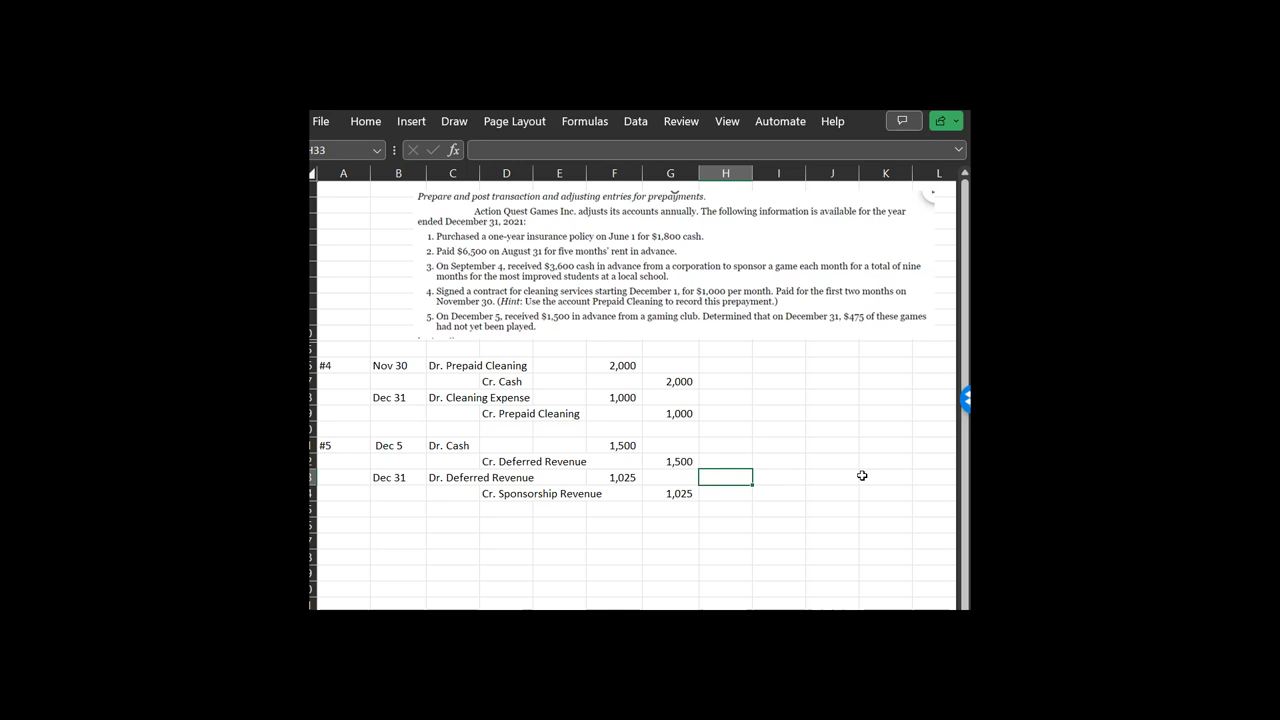 File Home Insert Draw Page Layout Formulas Data Review View Automate Help
H33 fx
A B C D E F G H I J K L
Prepare and post transaction and adjusting entries for prepayments.
Action Quest Games Inc. adjusts its accounts annually. The following information is available for the year
ended December 31, 2021:
1. Purchased a one-year insurance policy on June 1 for $1,800 cash.
2. Paid $6,500 on August 31 for five months' rent in advance.
3. On September 4, received $3,600 cash in advance from a corporation to sponsor a game each month for a total of nine
months for the most improved students at a local school.
4. Signed a contract for cleaning services starting December 1, for $1,000 per month. Paid for the first two months on
November 30. (Hint: Use the account Prepaid Cleaning to record this prepayment.)
5. On December 5, received $1,500 in advance from a gaming club. Determined that on December 31, $475 of these games
had not yet been played.
#4 Nov 30 Dr. Prepaid Cleaning 2,000
Cr. Cash 2,000
Dec 31 Dr. Cleaning Expense 1,000
Cr. Prepaid Cleaning 1,000
#5 Dec 5 Dr. Cash 1,500
Cr. Deferred Revenue 1,500
Dec 31 Dr. Deferred Revenue 1,025
Cr. Sponsorship Revenue 1,025